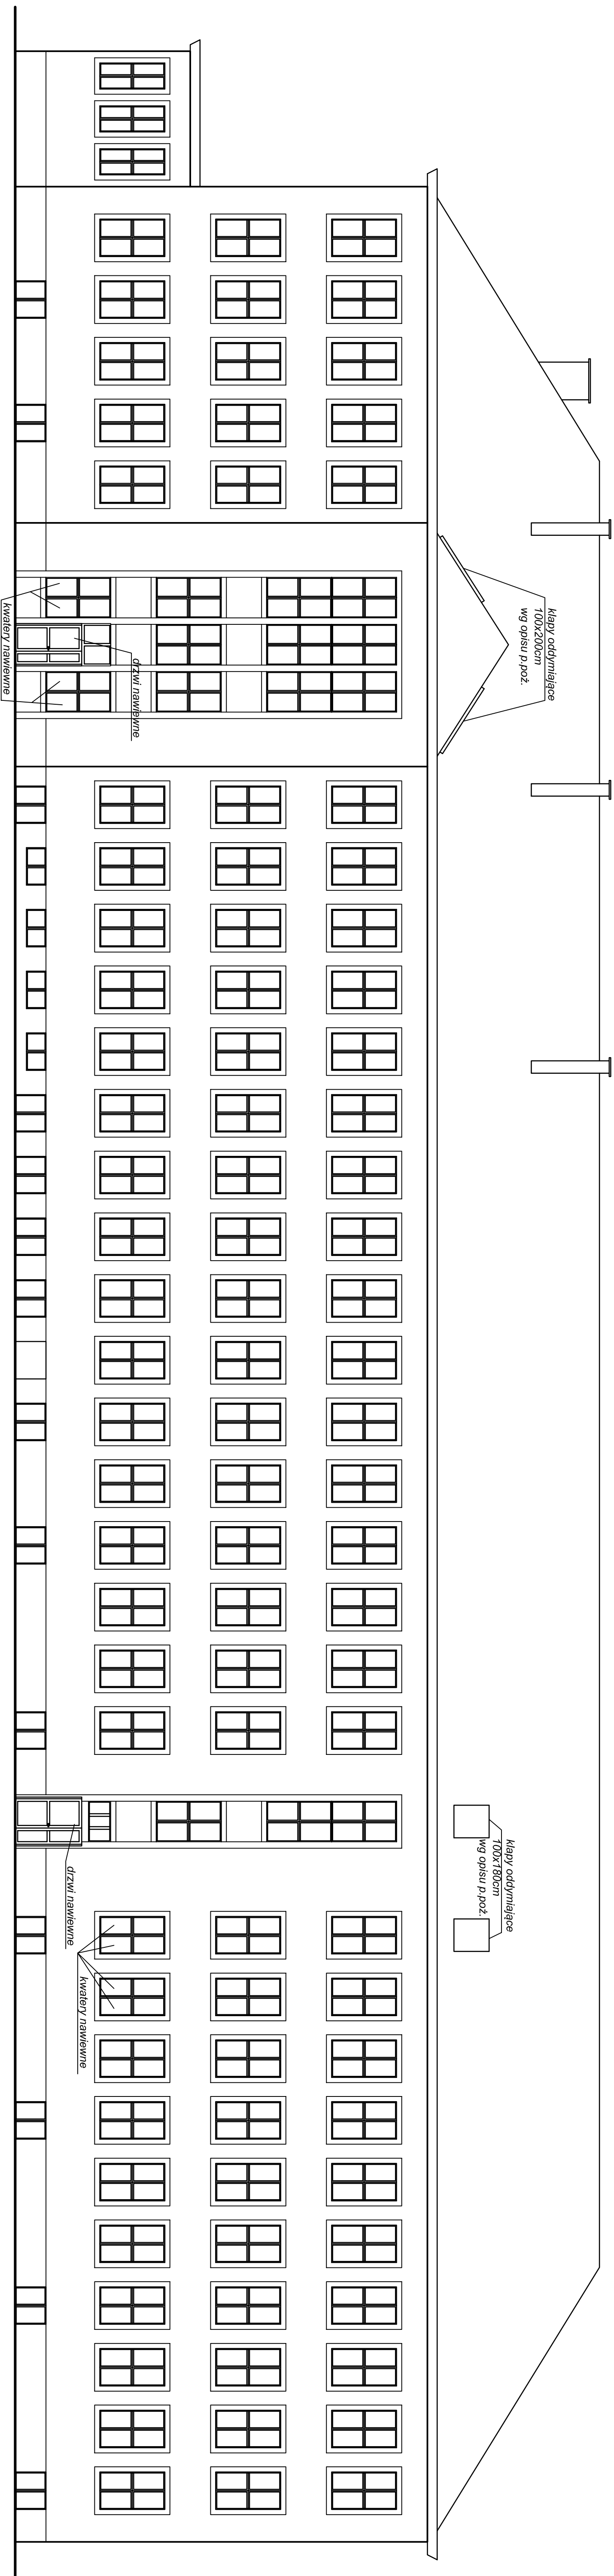 klapy oddymiające
100x200cm
wg opisu p.poż.
drzwi nawiewne
kwatery nawiewne
klapy oddymiające
100x180cm
wg opisu p.poż.
drzwi nawiewne
kwatery nawiewne